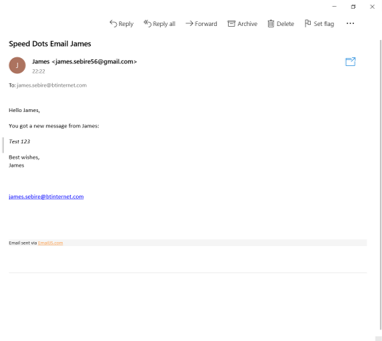 Reply
Reply all
Forward
Archive
Delete
Set flag
Speed Dots Email James
J
James <james.sebire56@gmail.com>
22:22
To: james.sebire@btinternet.com
Hello James,
You got a new message from James:
Test 123
Best wishes,
James
james.sebire@btinternet.com
Email sent via